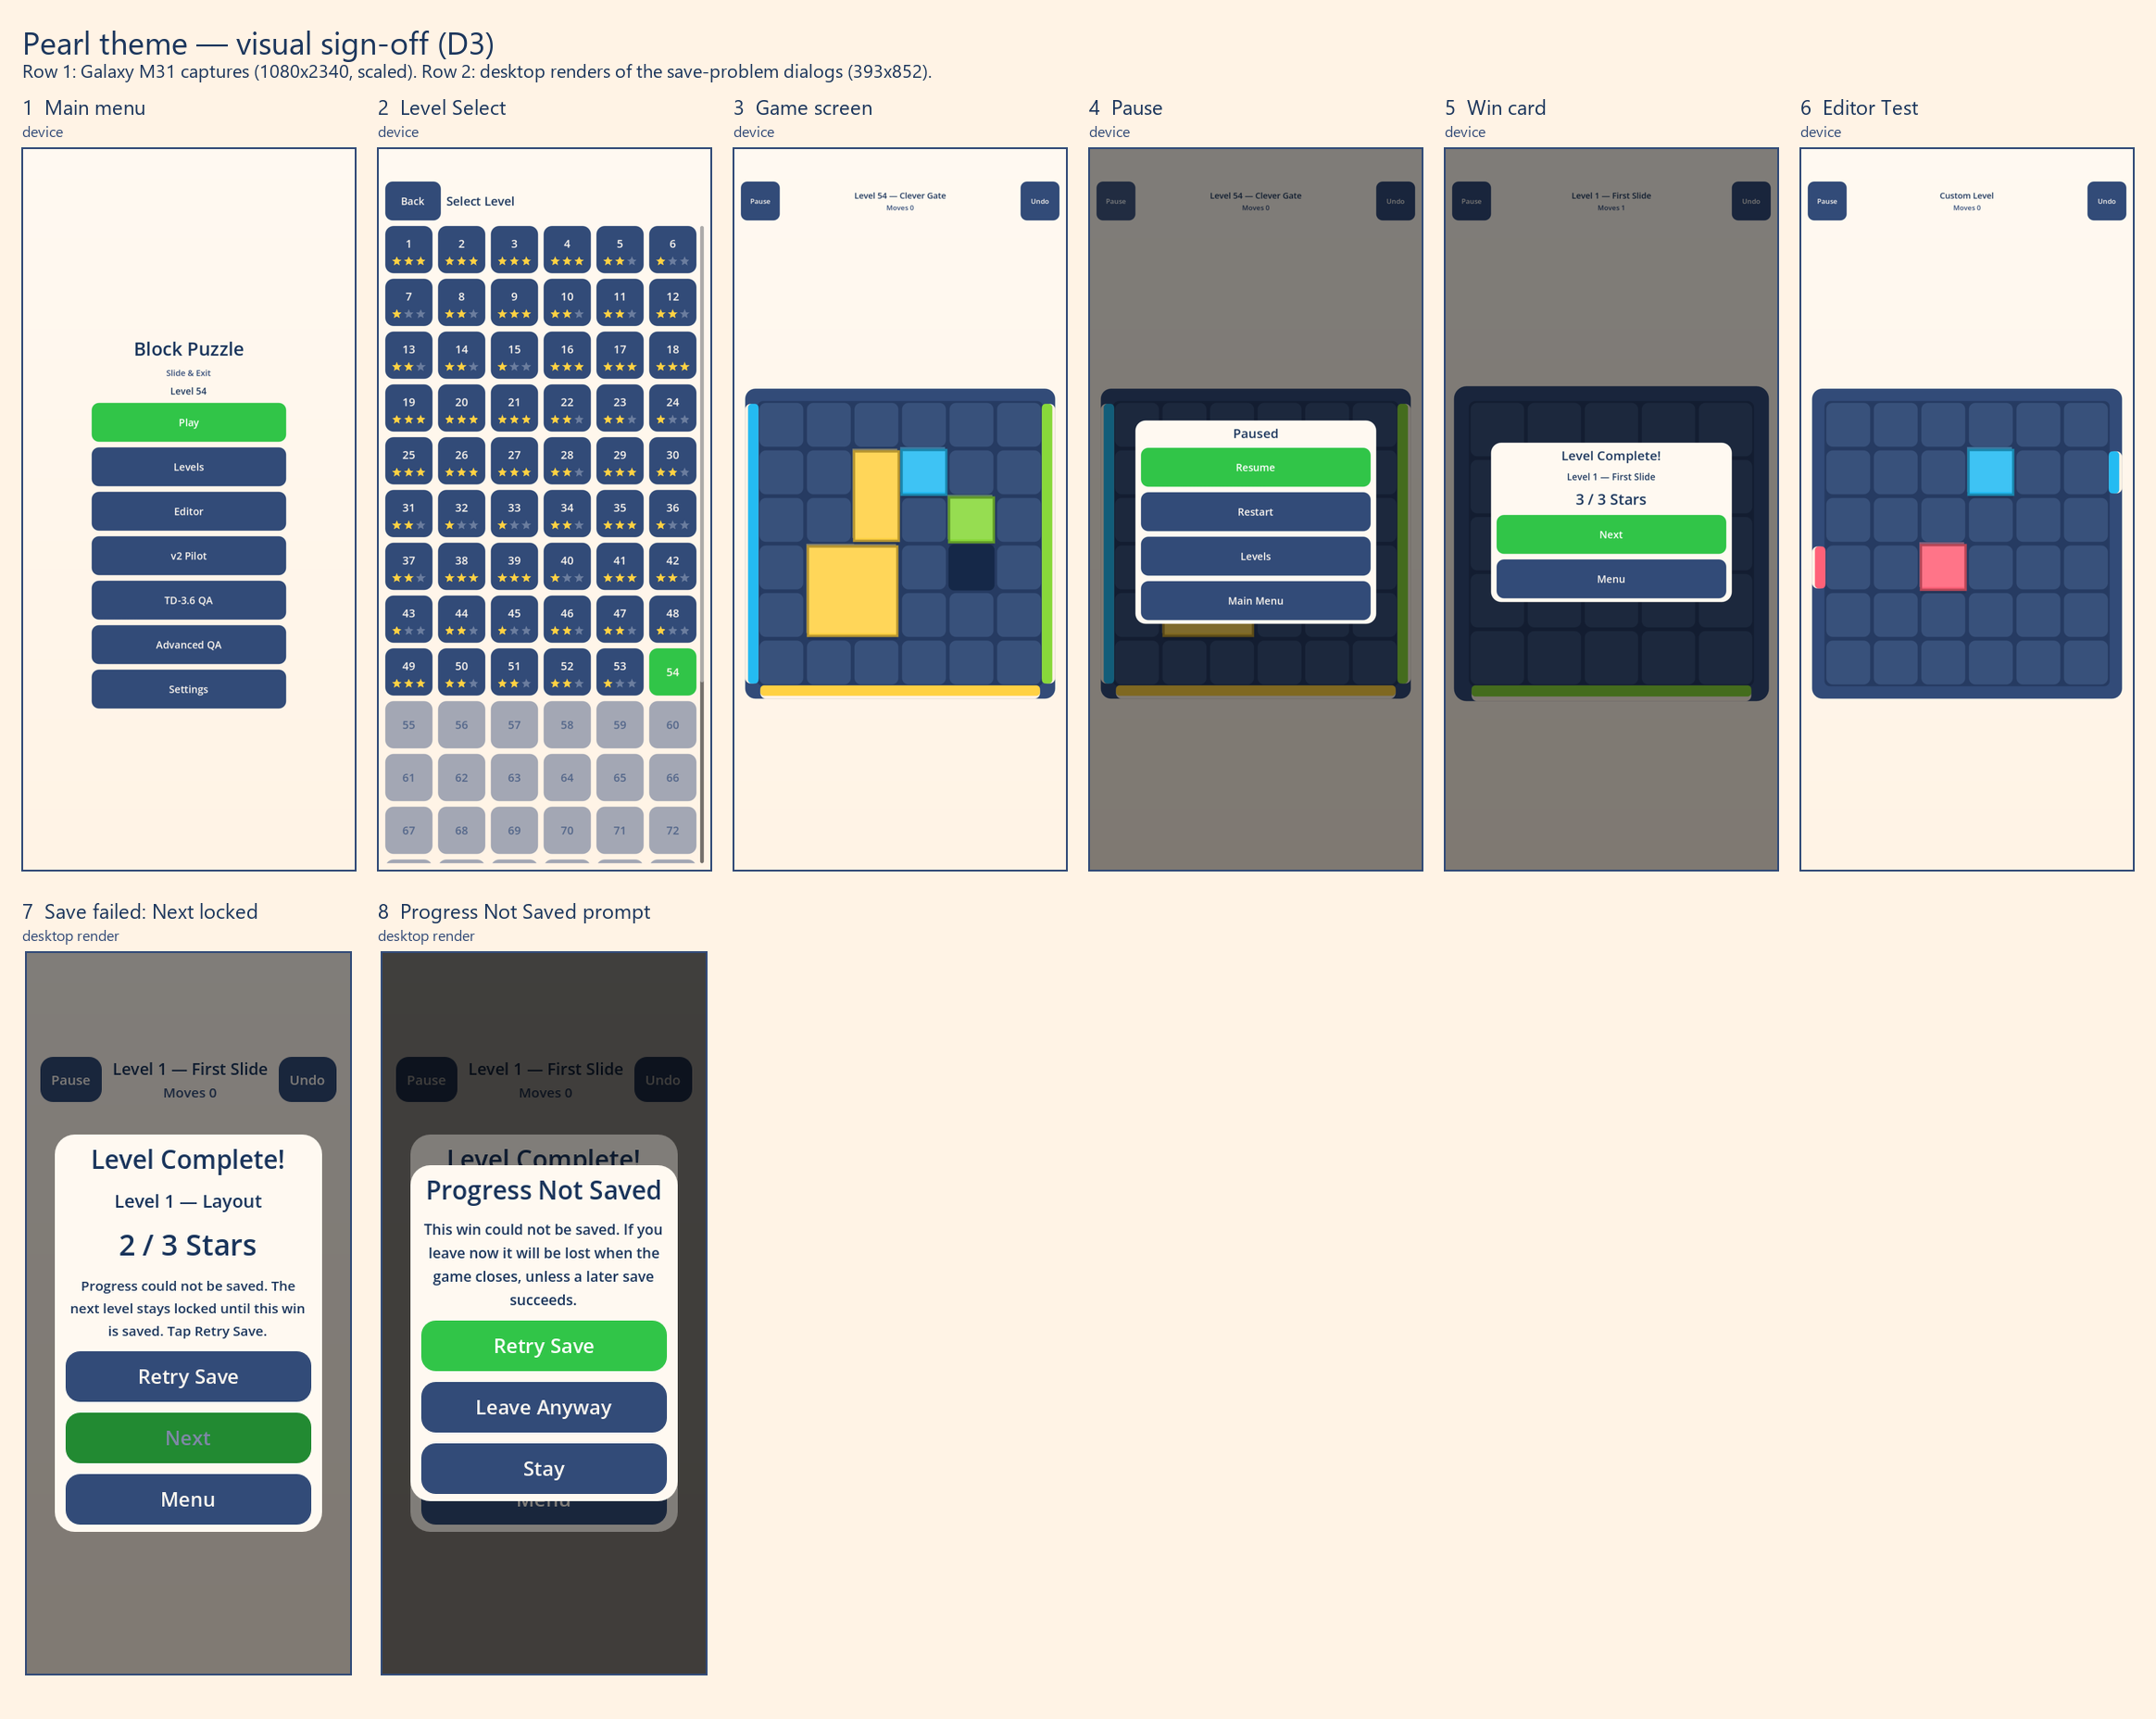 Pearl theme — visual sign-off (D3)
Row 1: Galaxy M31 captures (1080x2340, scaled). Row 2: desktop renders of the save-problem dialogs (393x852).
1 Main menu
device
Block Puzzle
Slide & Exit
Level 54
Play
Levels
Editor
v2 Pilot
TD-3.6 QA
Advanced QA
Settings
2 Level Select
device
Back Select Level
1 2 3 4 5 6
7 8 9 10 11 12
13 14 15 16 17 18
19 20 21 22 23 24
25 26 27 28 29 30
31 32 33 34 35 36
37 38 39 40 41 42
43 44 45 46 47 48
49 50 51 52 53 54
55 56 57 58 59 60
61 62 63 64 65 66
67 68 69 70 71 72
3 Game screen
device
Pause Level 54 — Clever Gate Undo
Moves 0
4 Pause
device
Pause Level 54 — Clever Gate Undo
Moves 0
Paused
Resume
Restart
Levels
Main Menu
5 Win card
device
Pause Level 1 — First Slide Undo
Moves 1
Level Complete!
Level 1 — First Slide
3 / 3 Stars
Next
Menu
6 Editor Test
device
Pause Custom Level Undo
Moves 0
7 Save failed: Next locked
desktop render
Pause Level 1 — First Slide Undo
Moves 0
Level Complete!
Level 1 — Layout
2 / 3 Stars
Progress could not be saved. The
next level stays locked until this win
is saved. Tap Retry Save.
Retry Save
Next
Menu
8 Progress Not Saved prompt
desktop render
Pause Level 1 — First Slide Undo
Moves 0
Level Complete!
Progress Not Saved
This win could not be saved. If you
leave now it will be lost when the
game closes, unless a later save
succeeds.
Retry Save
Leave Anyway
Stay
Menu